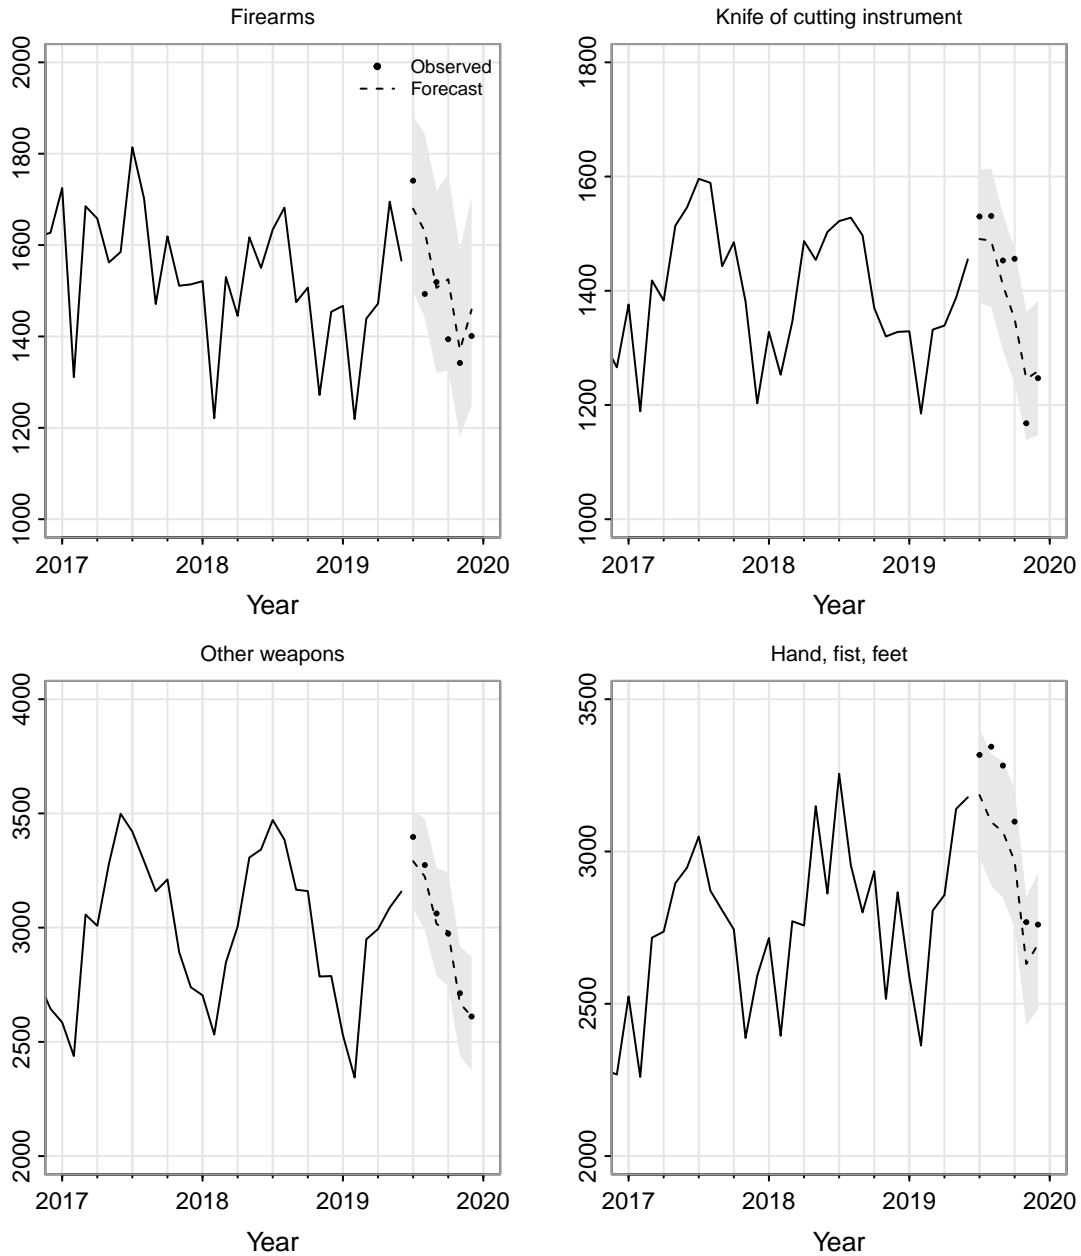 Firearms
2000
1800
1600
1400
1200
1000
Observed
Forecast
2017 2018 2019 2020
Year
Knife of cutting instrument
1800
1600
1400
1200
1000
2017 2018 2019 2020
Year
Other weapons
4000
3500
3000
2500
2000
2017 2018 2019 2020
Year
Hand, fist, feet
3500
3000
2500
2000
2017 2018 2019 2020
Year